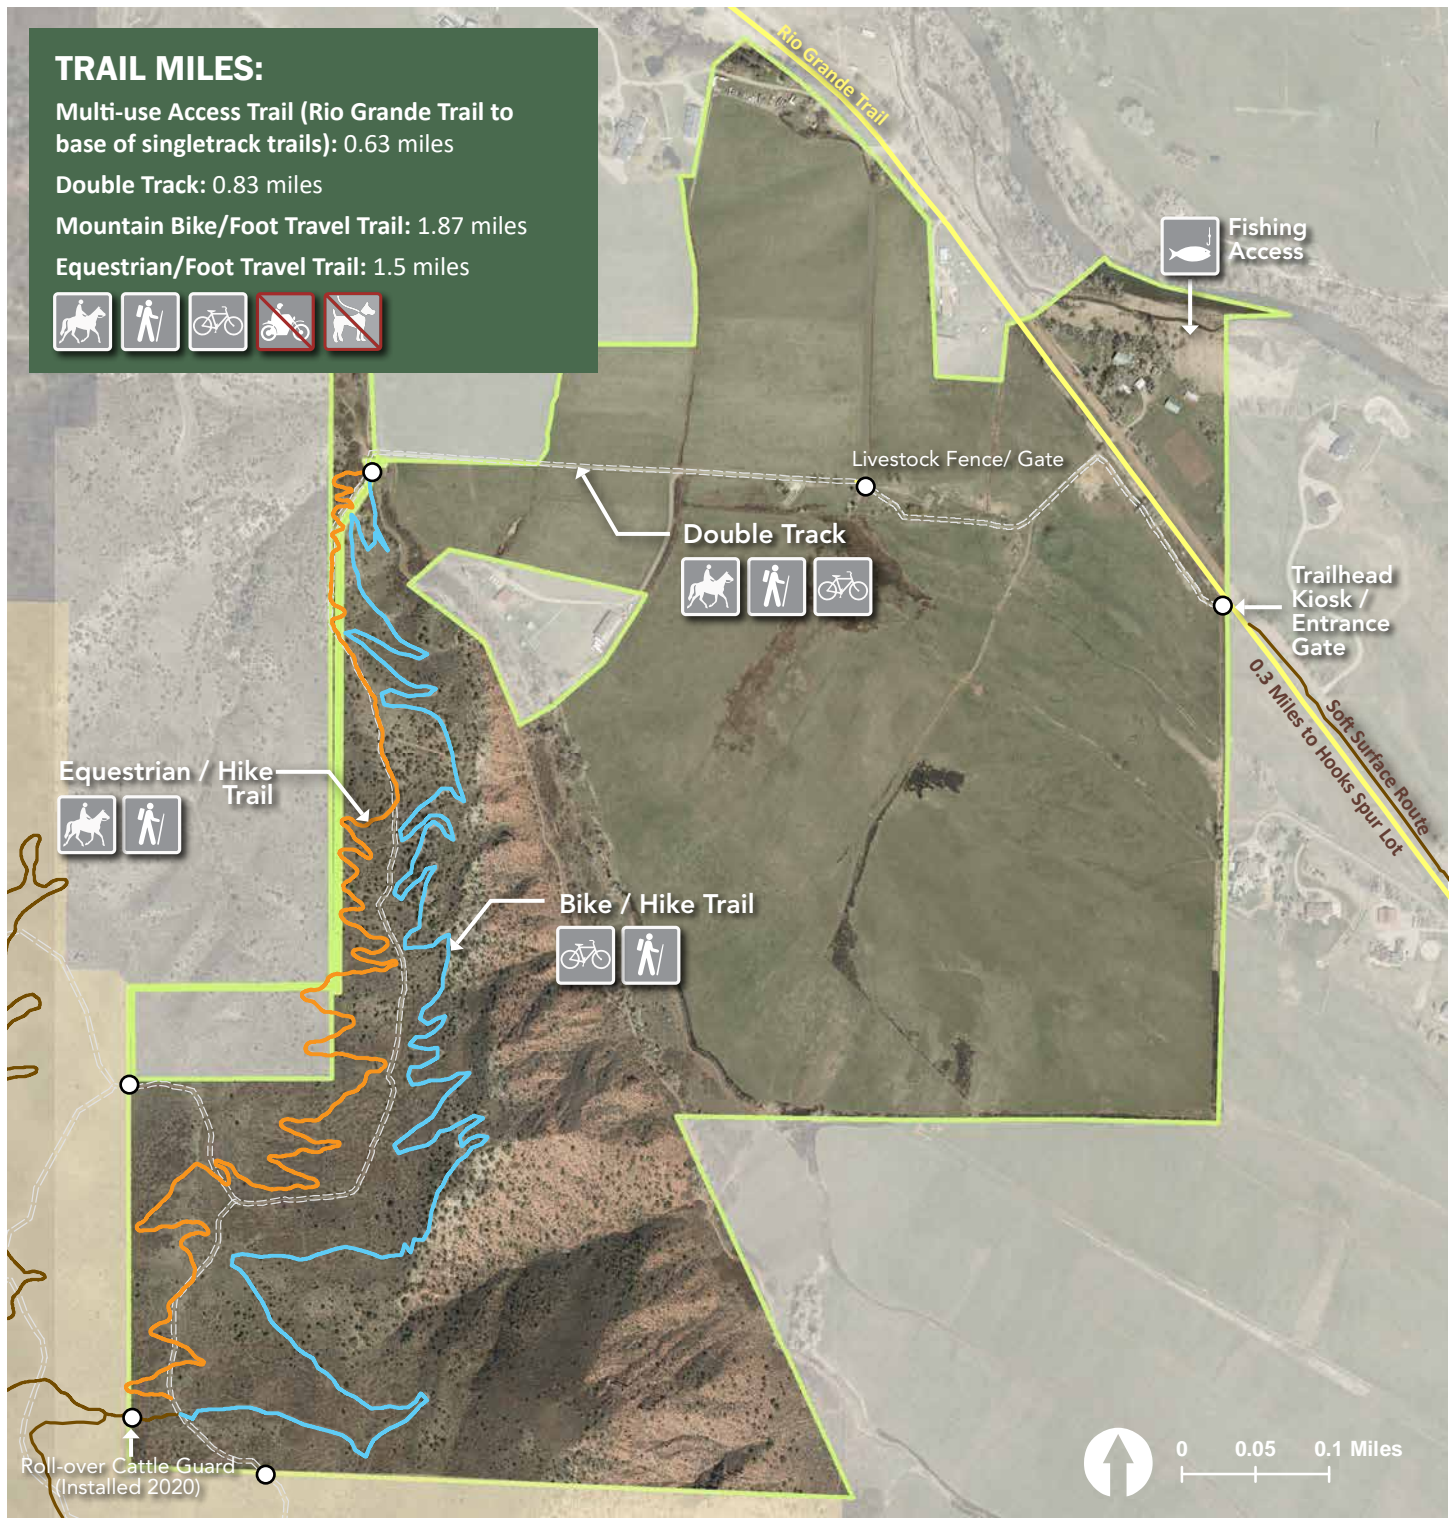 TRAIL MILES:
Multi-use Access Trail (Rio Grande Trail to
base of singletrack trails): 0.63 miles
Double Track: 0.83 miles
Mountain Bike/Foot Travel Trail: 1.87 miles
Equestrian/Foot Travel Trail: 1.5 miles
Rio Grande Trail
Fishing
Access
Livestock Fence/ Gate
Double Track
Trailhead
Kiosk /
Entrance
Gate
Soft Surface Route
0.3 Miles to Hooks Spur Lot
Equestrian / Hike
Trail
Bike / Hike Trail
Roll-over Cattle Guard
(Installed 2020)
0 0.05 0.1 Miles